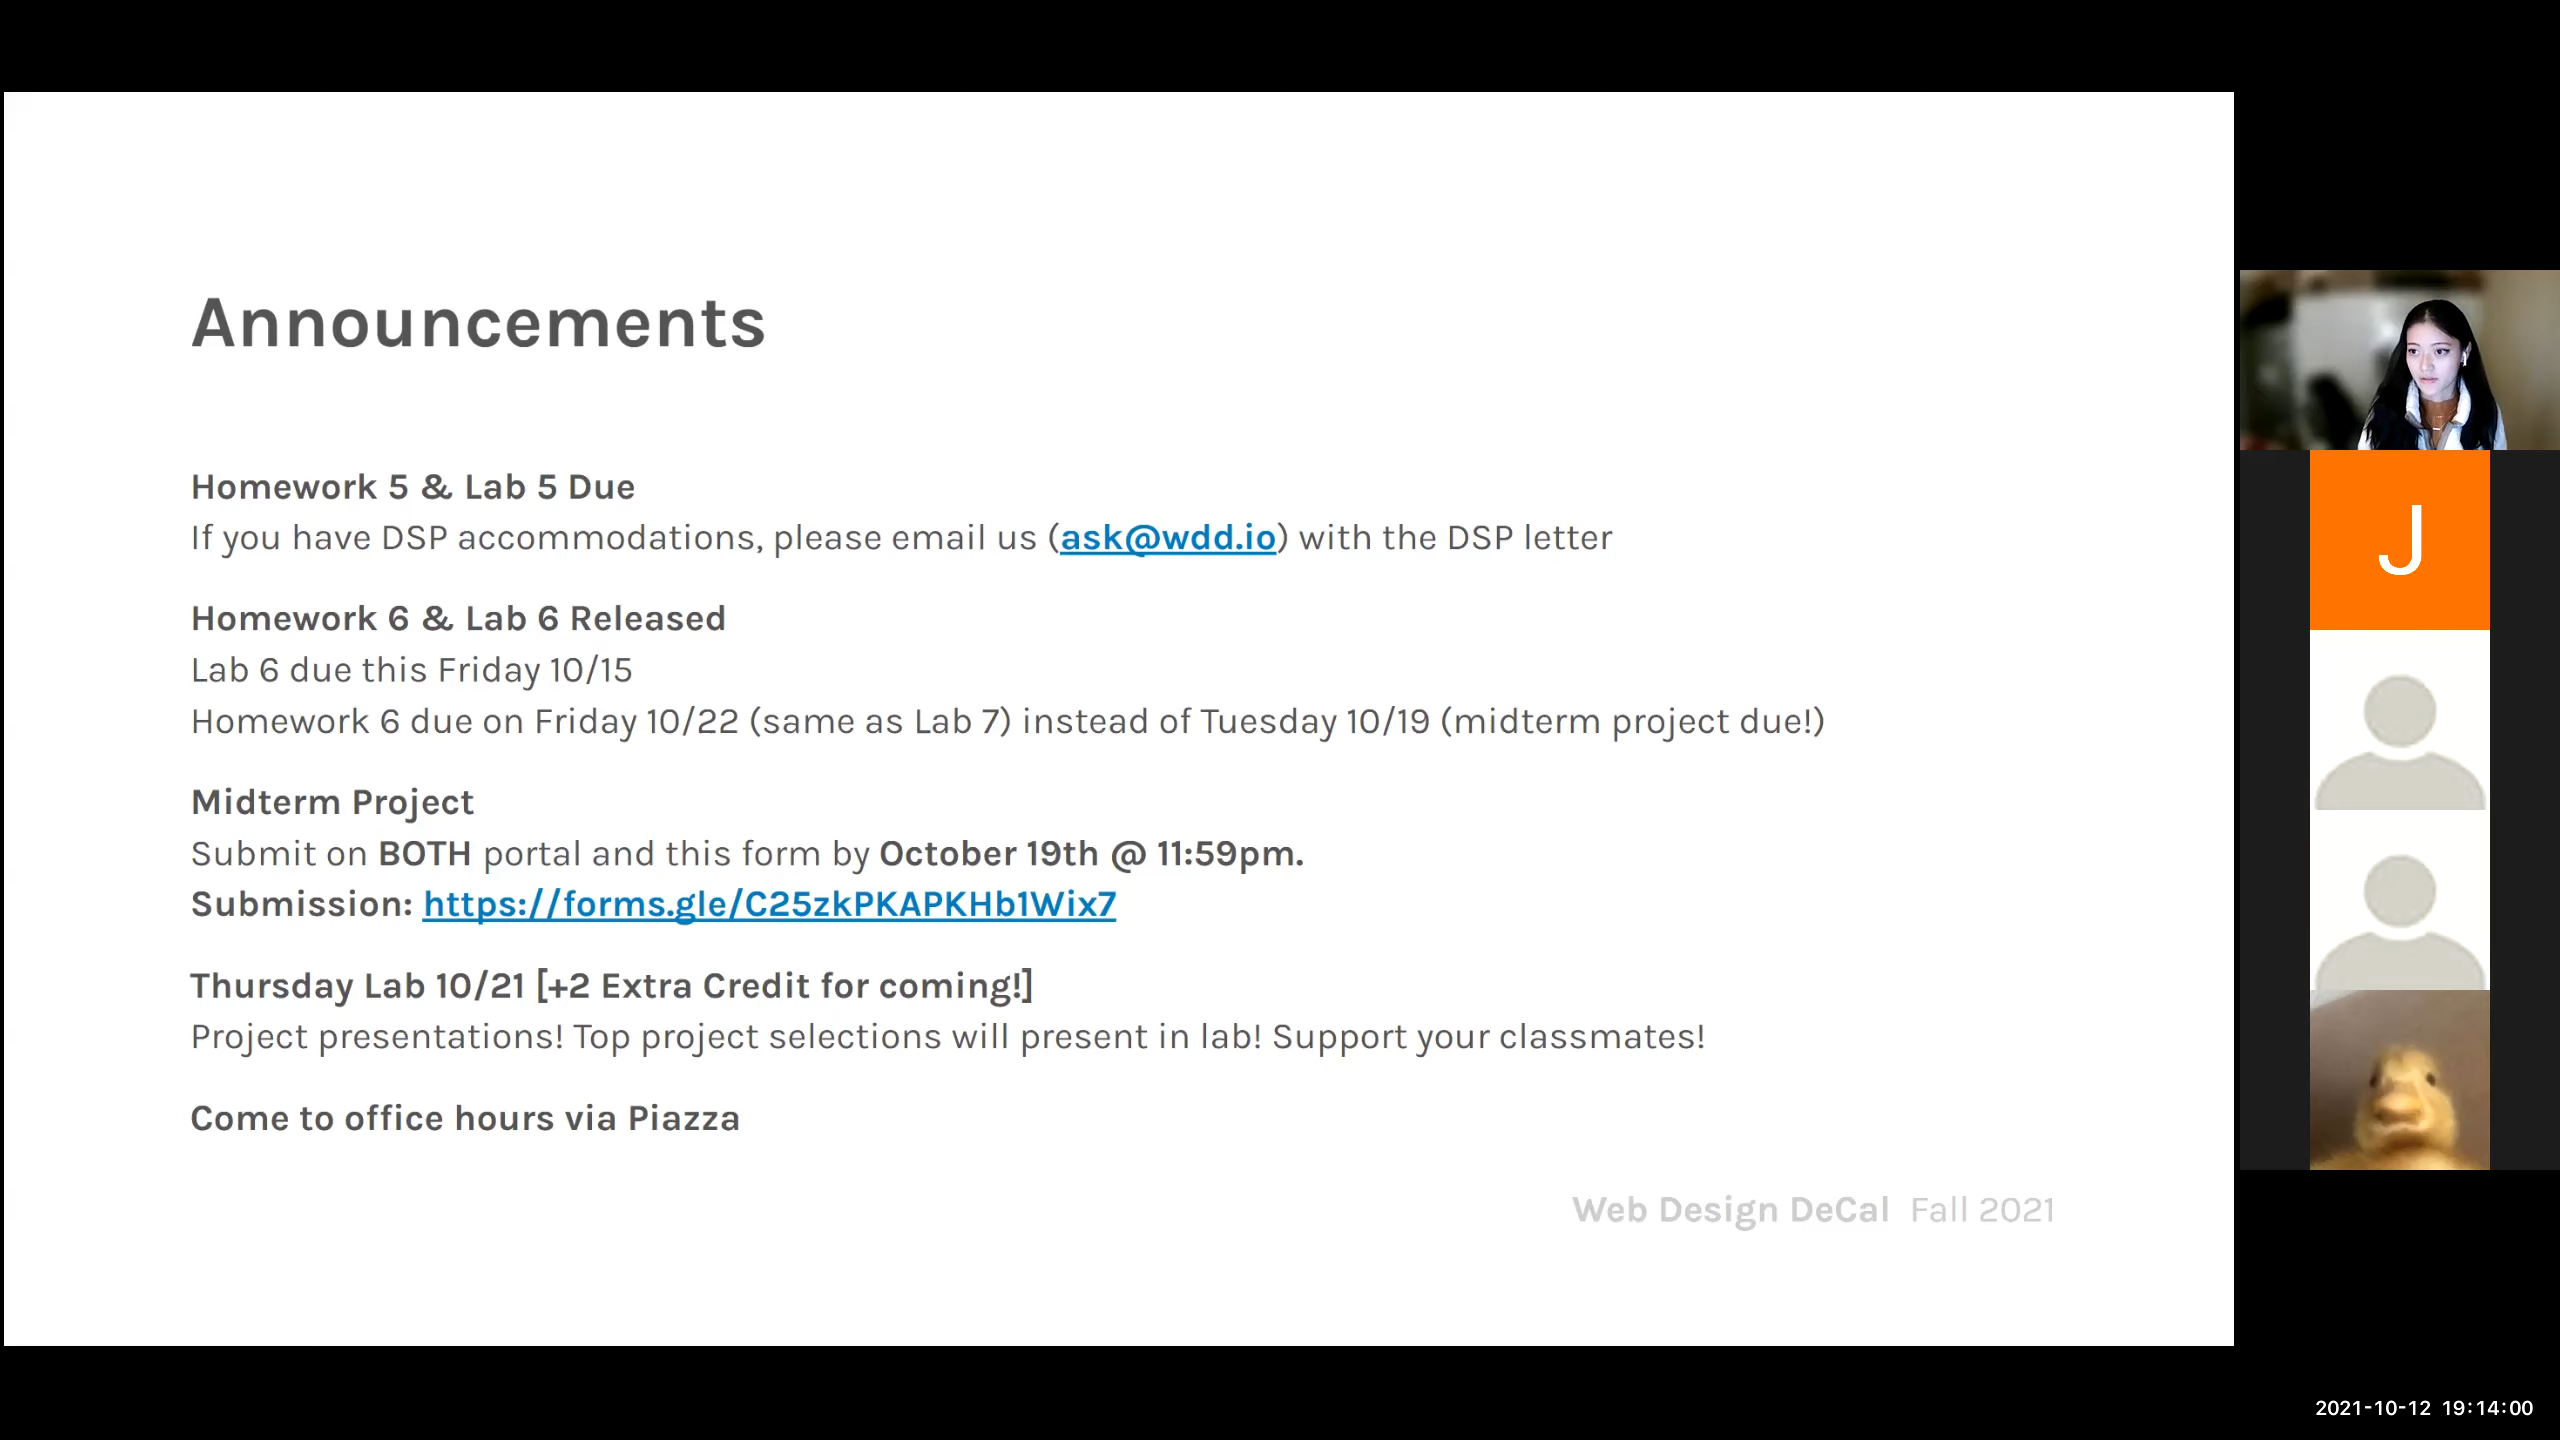 Announcements
Homework 5 & Lab 5 Due
If you have DSP accommodations, please email us (ask@wdd.io) with the DSP letter
Homework 6 & Lab 6 Released
Lab 6 due this Friday 10/15
Homework 6 due on Friday 10/22 (same as Lab 7) instead of Tuesday 10/19 (midterm project due!)
Midterm Project
Submit on BOTH portal and this form by October 19th @ 11:59pm.
Submission: https://forms.gle/C25zkPKAPKHb1Wix7
Thursday Lab 10/21 [+2 Extra Credit for coming!]
Project presentations! Top project selections will present in lab! Support your classmates!
Come to office hours via Piazza
Web Design DeCal Fall 2021
J
2021-10-12 19:14:00